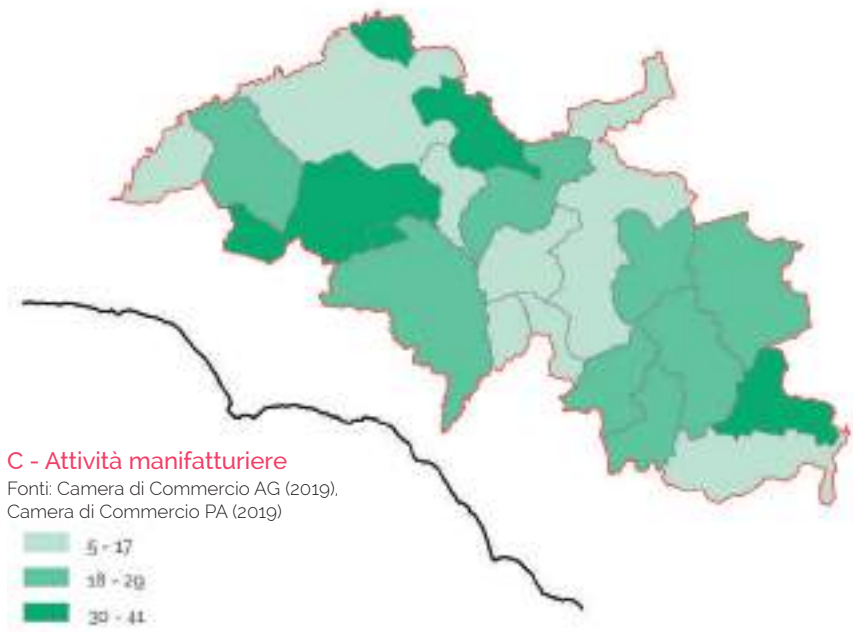 C - Attività manifatturiere
Fonti: Camera di Commercio AG (2019),
Camera di Commercio PA (2019)
5 - 17
18 - 29
30 - 41